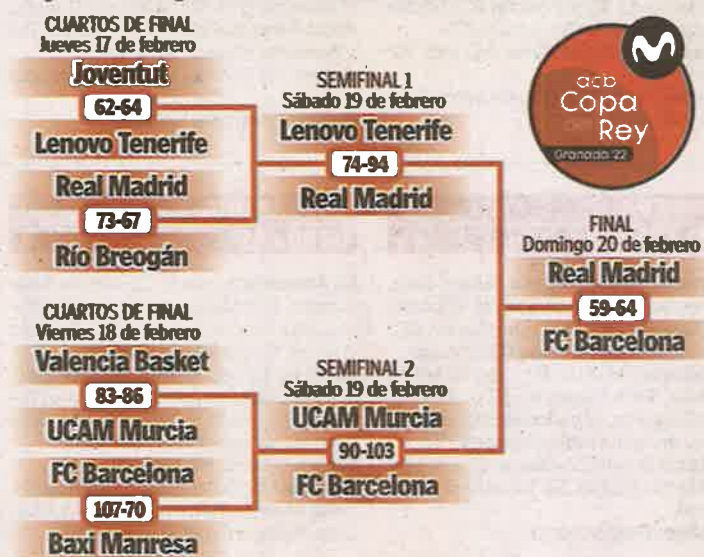 CUARTOS DE FINAL
Jueves 17 de febrero
Joventut
62-64
Lenovo Tenerife
Real Madrid
73-67
Río Breogán
CUARTOS DE FINAL
Viernes 18 de febrero
Valencia Basket
83-86
UCAM Murcia
FC Barcelona
107-70
Baxi Manresa
SEMIFINAL 1
Sábado 19 de febrero
Lenovo Tenerife
74-94
Real Madrid
SEMIFINAL 2
Sábado 19 de febrero
UCAM Murcia
90-103
FC Barcelona
acb
Copa
Rey
Granada 22
FINAL
Domingo 20 de febrero
Real Madrid
59-64
FC Barcelona